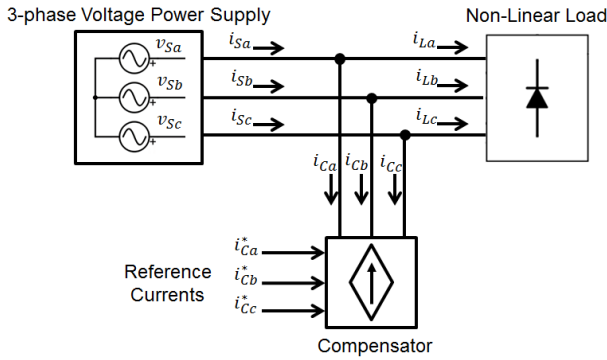 3-phase Voltage Power Supply
Non-Linear Load
v_Sa
v_Sb
v_Sc
+
+
+
i_Sa
i_Sb
i_Sc
i_La
i_Lb
i_Lc
i_Ca i_Cb i_Cc
Reference
Currents
i*_Ca
i*_Cb
i*_Cc
Compensator